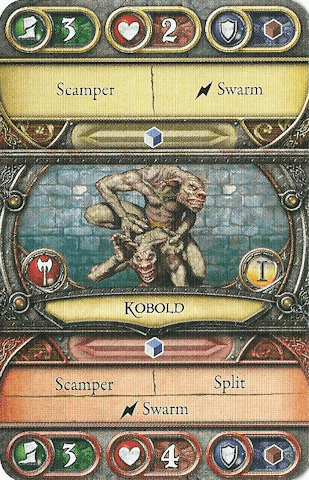 3 2
Scamper Swarm
I
KOBOLD
Scamper Split
Swarm
3 4